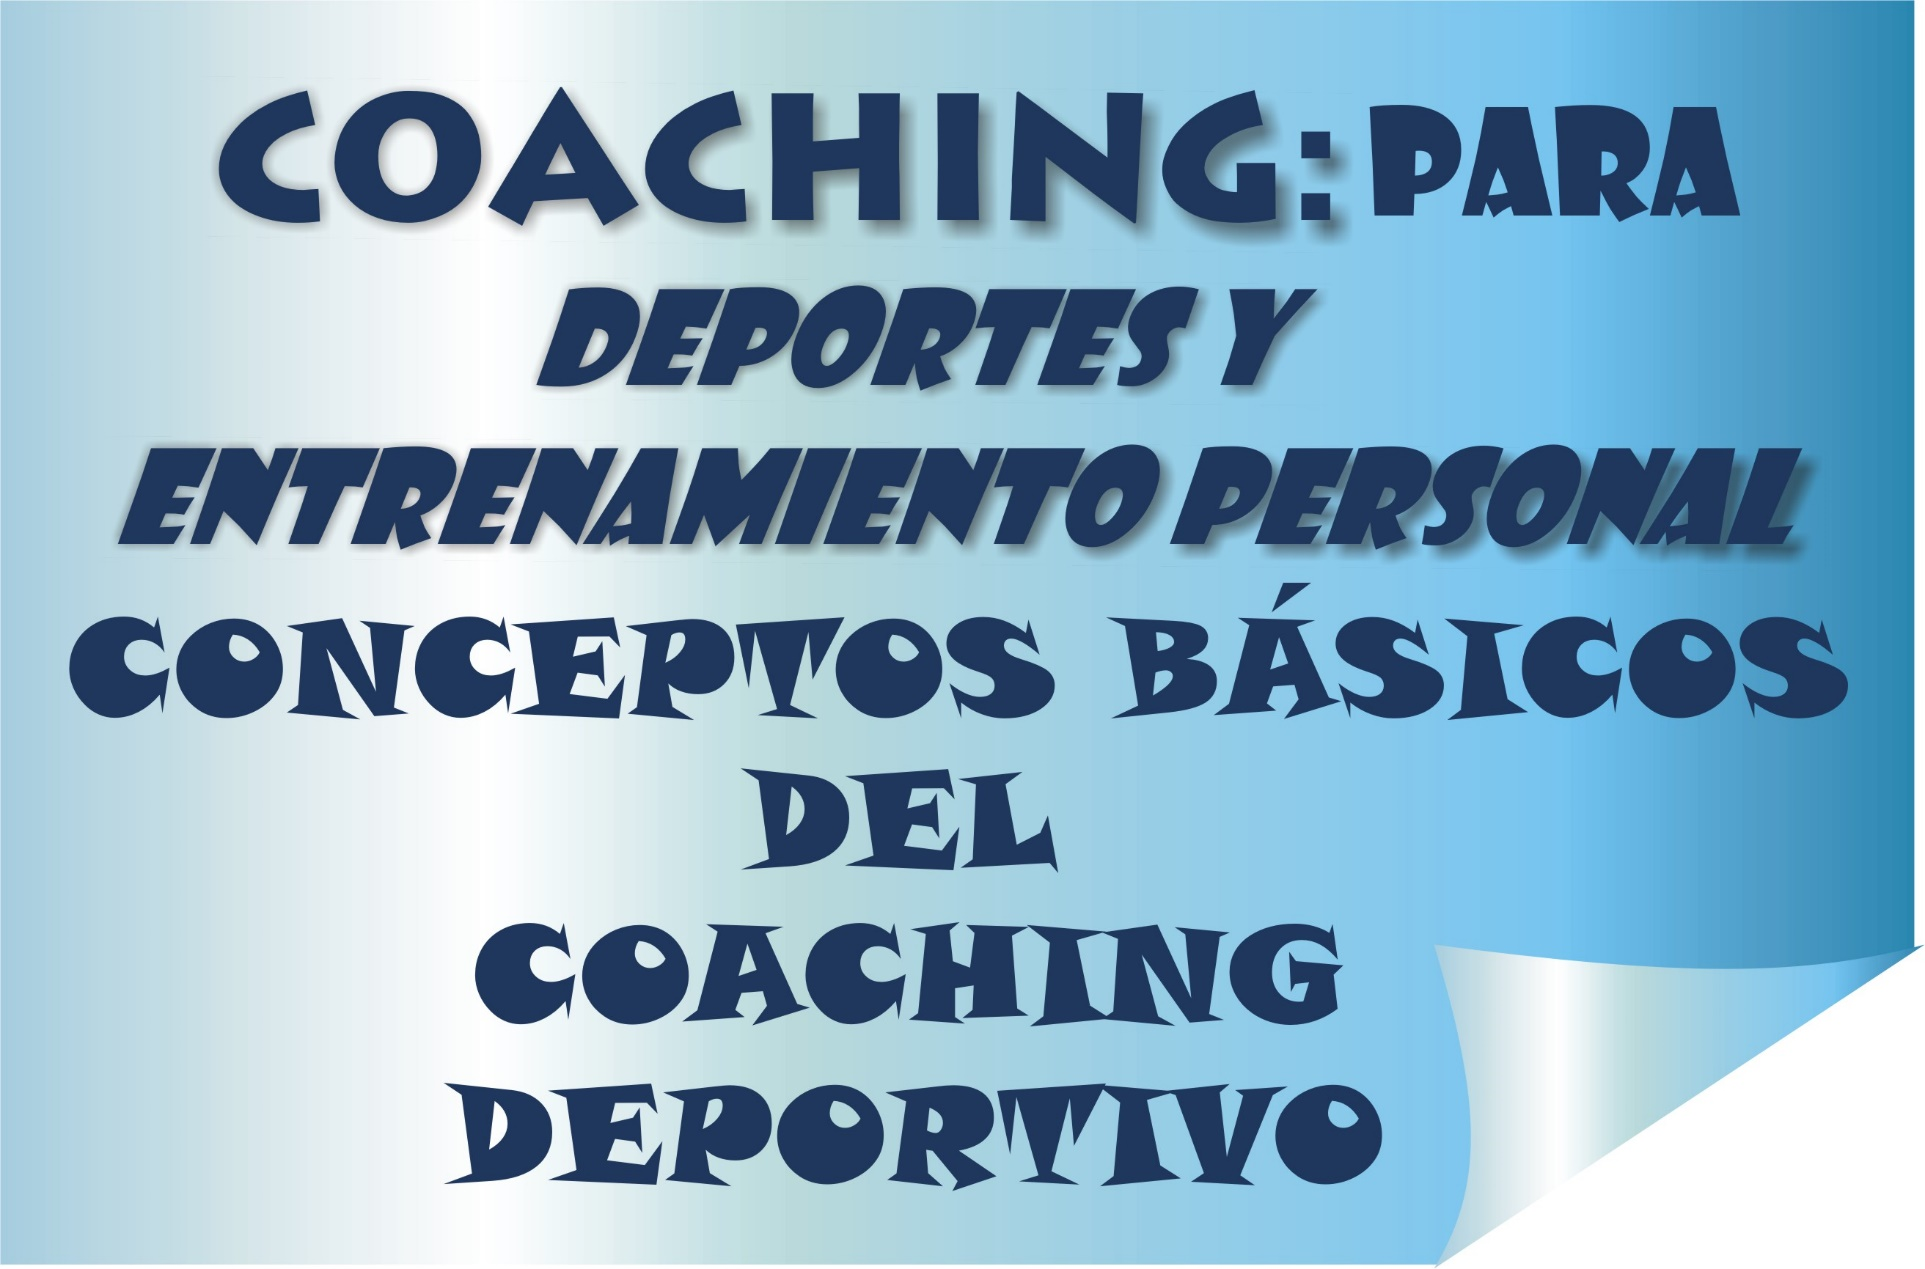 COACHING: PARA
DEPORTES Y
ENTRENAMIENTO PERSONAL
CONCEPTOS BÁSICOS
DEL
COACHING
DEPORTIVO